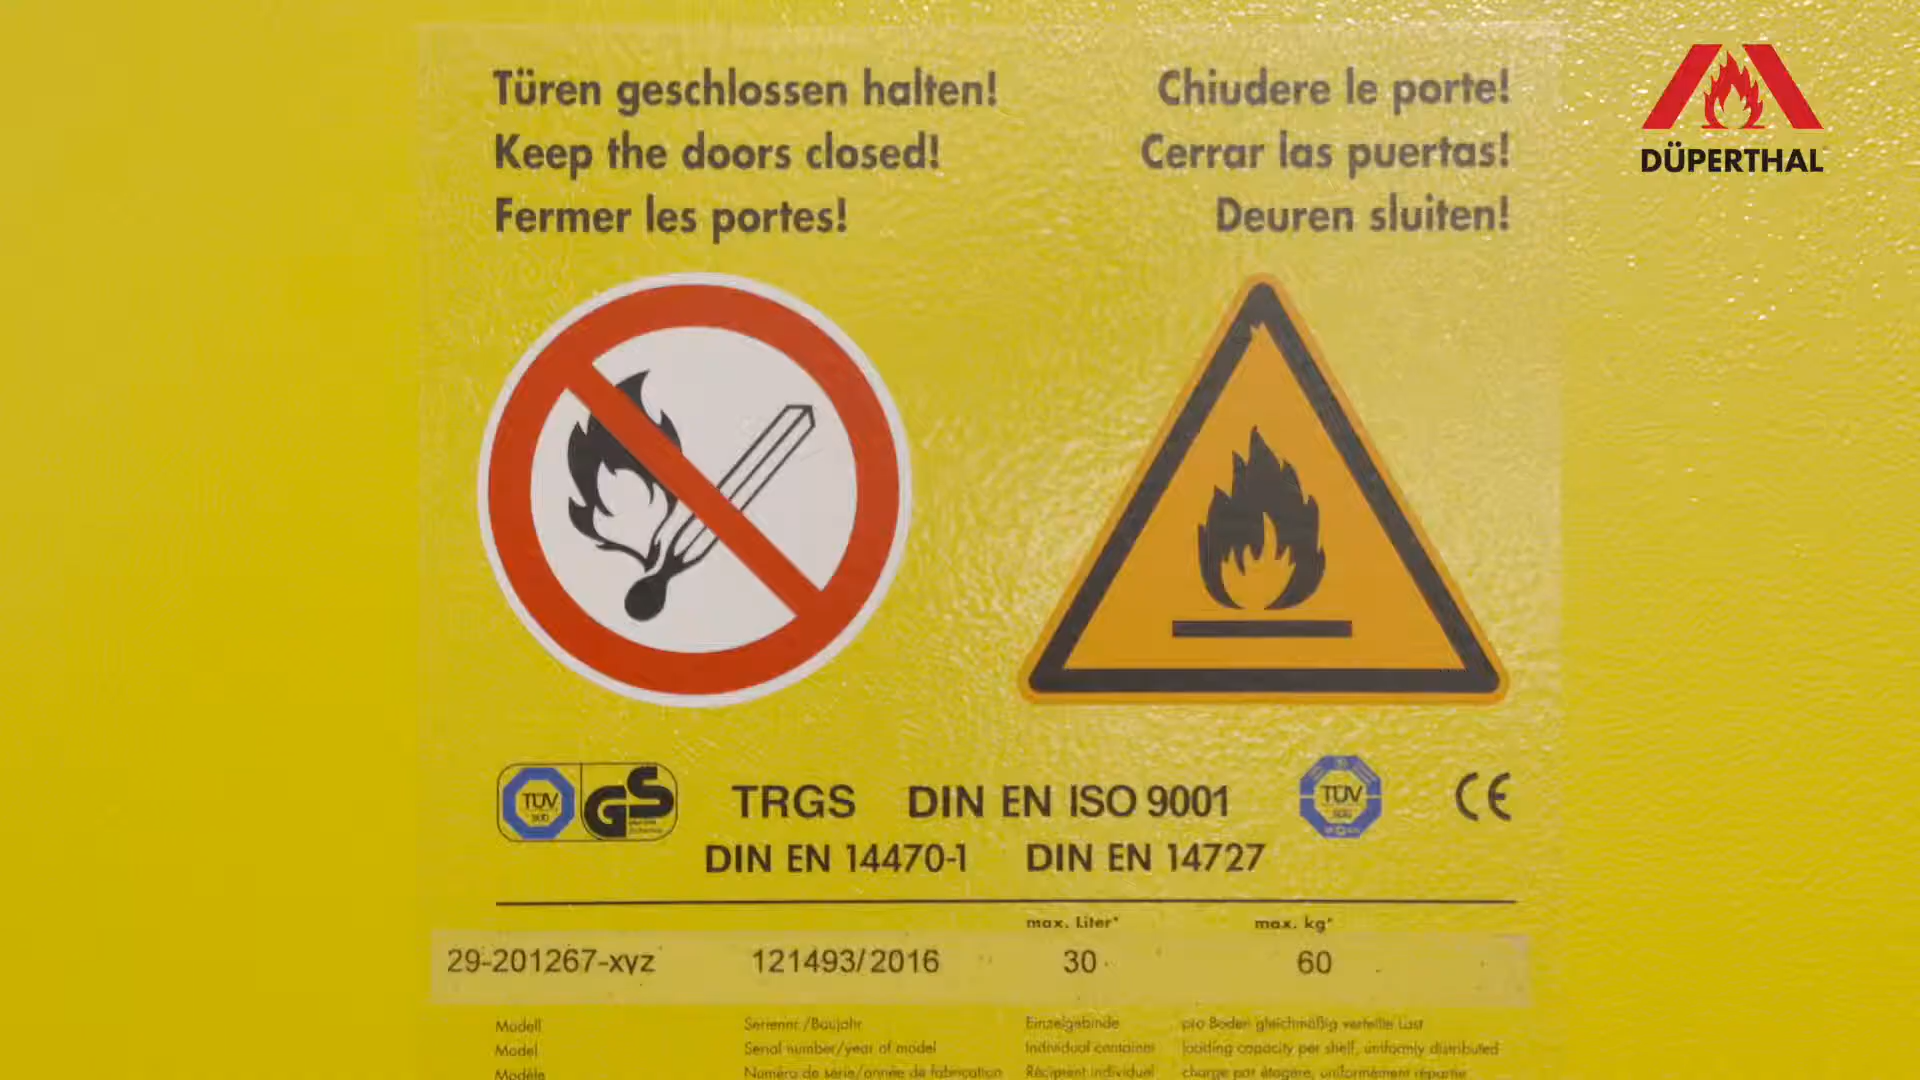 Türen geschlossen halten!
Keep the doors closed!
Fermer les portes!
Chiudere le porte!
Cerrar las puertas!
Deuren sluiten!
DÜPERTHAL
TÜV
SÜD
GS
TRGS DIN EN ISO 9001
TÜV
SÜD
CE
DIN EN 14470-1 DIN EN 14727
max. Liter* max. kg*
29-201267-xyz 121493/2016 30 60
Modell Seriennr./Baujahr Einzelgebinde pro Boden gleichmäßig verteilte Last
Model Serial number/year of model Individual container loading capacity per shelf, uniformly distributed
Modèle Numéro de série/année de fabrication Récipient individuel charge par étagère, uniformément répartie